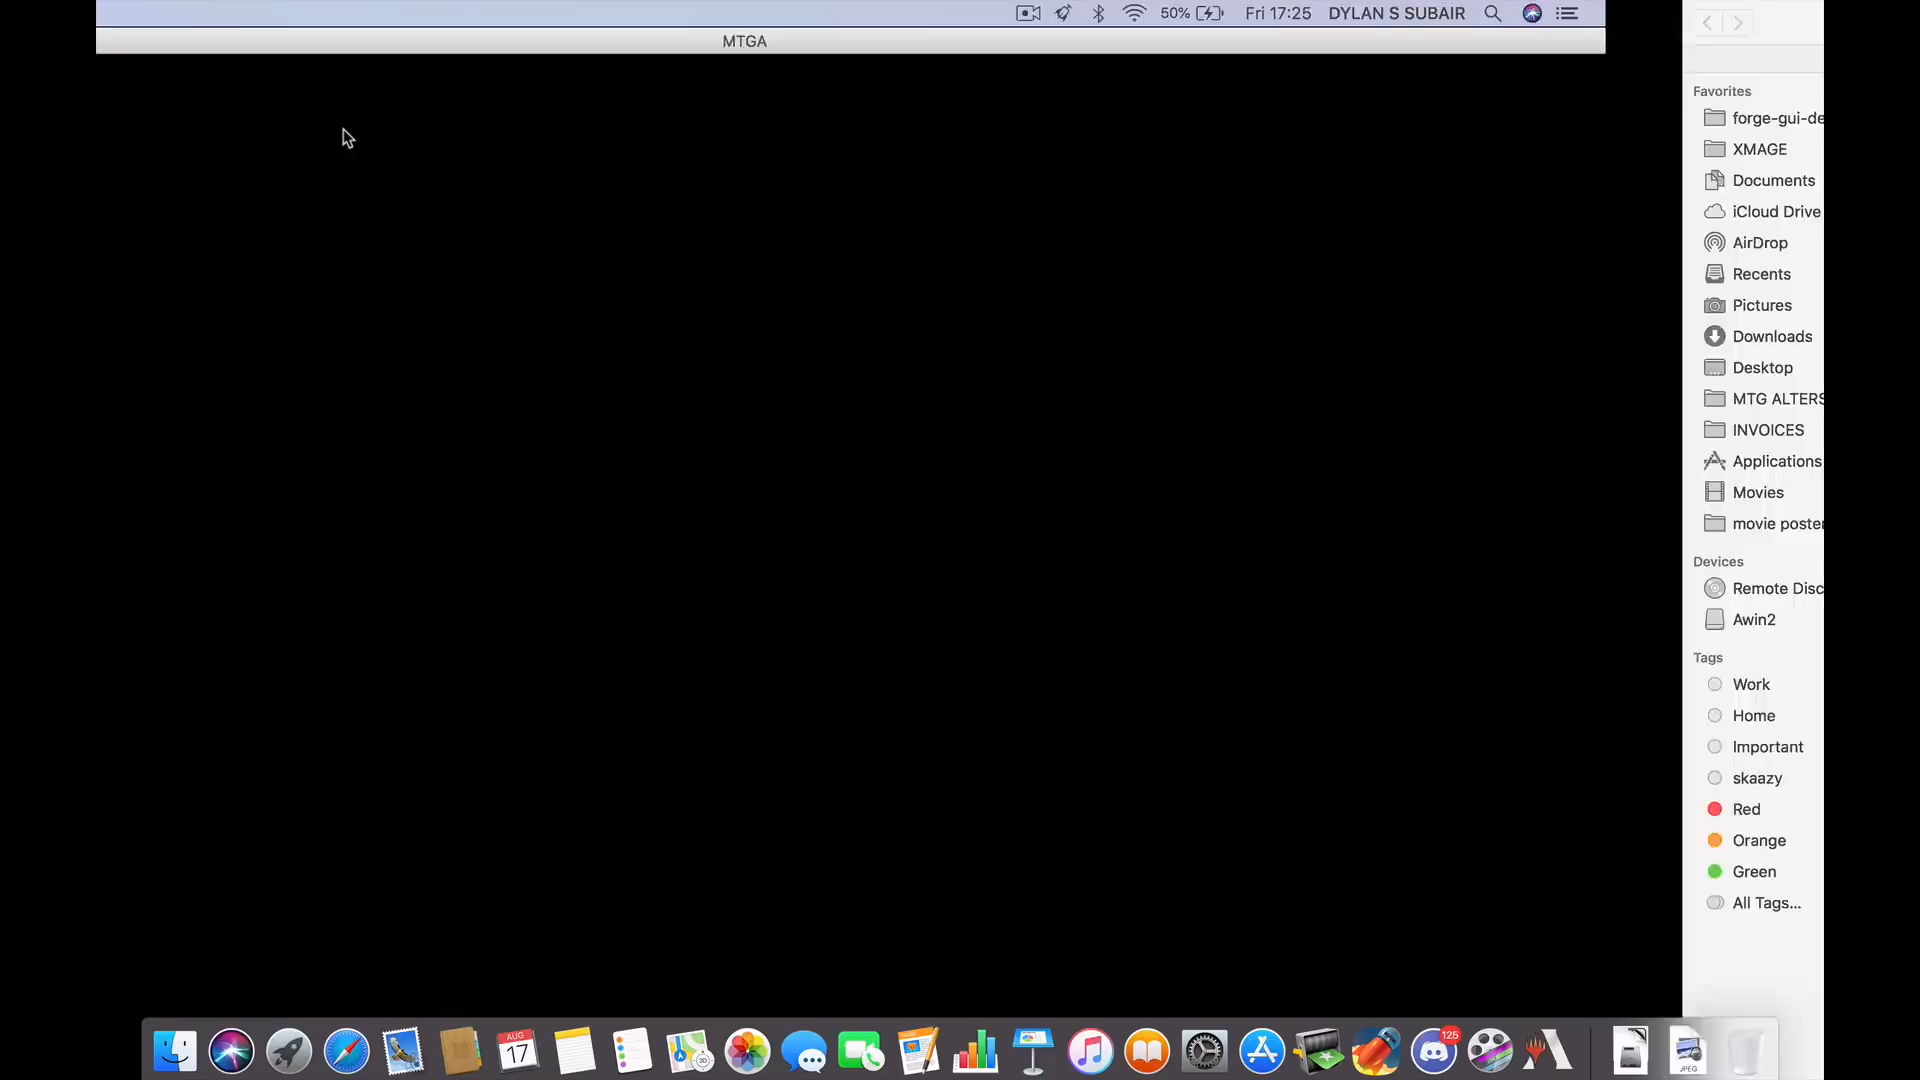 50% Fri 17:25 DYLAN S SUBAIR
MTGA
Favorites
forge-gui-de
XMAGE
Documents
iCloud Drive
AirDrop
Recents
Pictures
Downloads
Desktop
MTG ALTERS
INVOICES
Applications
Movies
movie poster
Devices
Remote Disc
Awin2
Tags
Work
Home
Important
skaazy
Red
Orange
Green
All Tags...
AUG
17
125
JPEG